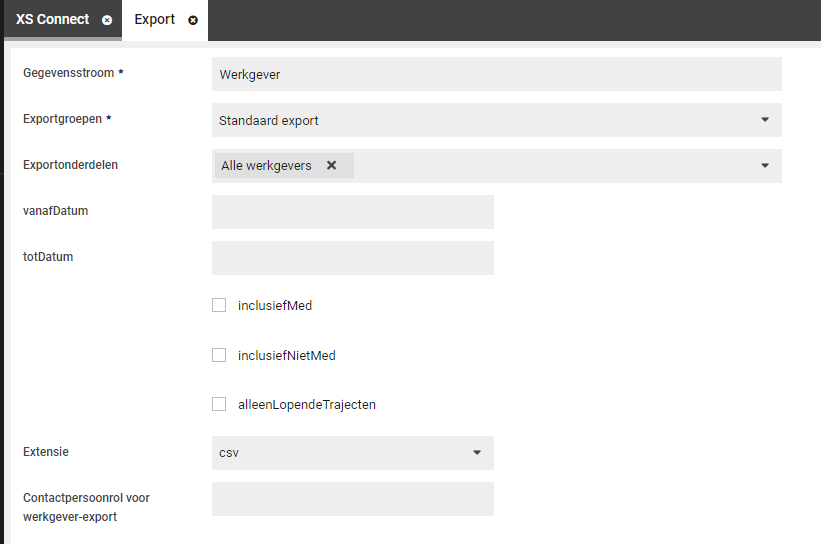 XS Connect
Export
Gegevensstroom *
Werkgever
Exportgroepen *
Standaard export
Exportonderdelen
Alle werkgevers
vanafDatum
totDatum
inclusiefMed
inclusiefNietMed
alleenLopendeTrajecten
Extensie
csv
Contactpersoonrol voor
werkgever-export